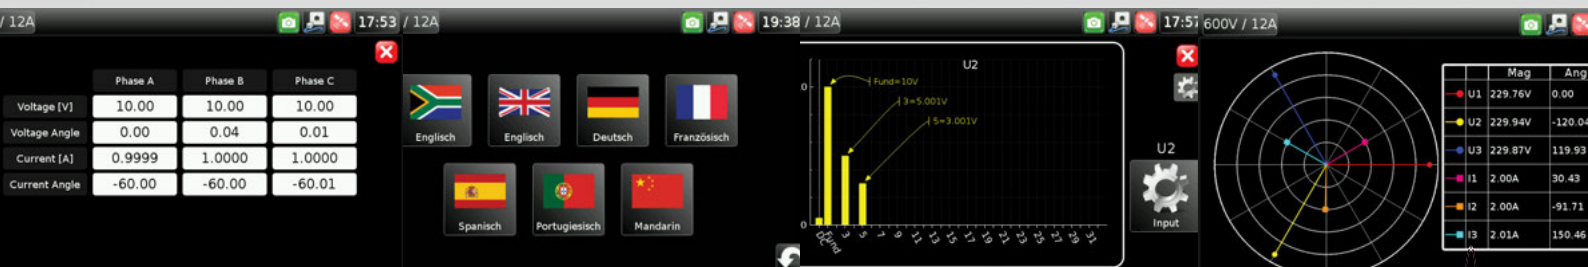 / 12A
17:53
Phase A Phase B Phase C
Voltage [V] 10.00 10.00 10.00
Voltage Angle 0.00 0.04 0.01
Current [A] 0.9999 1.0000 1.0000
Current Angle -60.00 -60.00 -60.01
/ 12A
19:38
Englisch Englisch Deutsch Französisch
Spanisch Portugiesisch Mandarin
/ 12A
17:57
U2
Fund=10V
3=5.001V
5=3.001V
.0
0
DC Fund 3 5 7 9 11 13 15 17 19 21 23 25 27 29 31
U2
Input
600V / 12A
Mag Ang
U1 229.76V 0.00
U2 229.94V -120.04
U3 229.87V 119.93
I1 2.00A 30.43
I2 2.00A -91.71
I3 2.01A 150.46